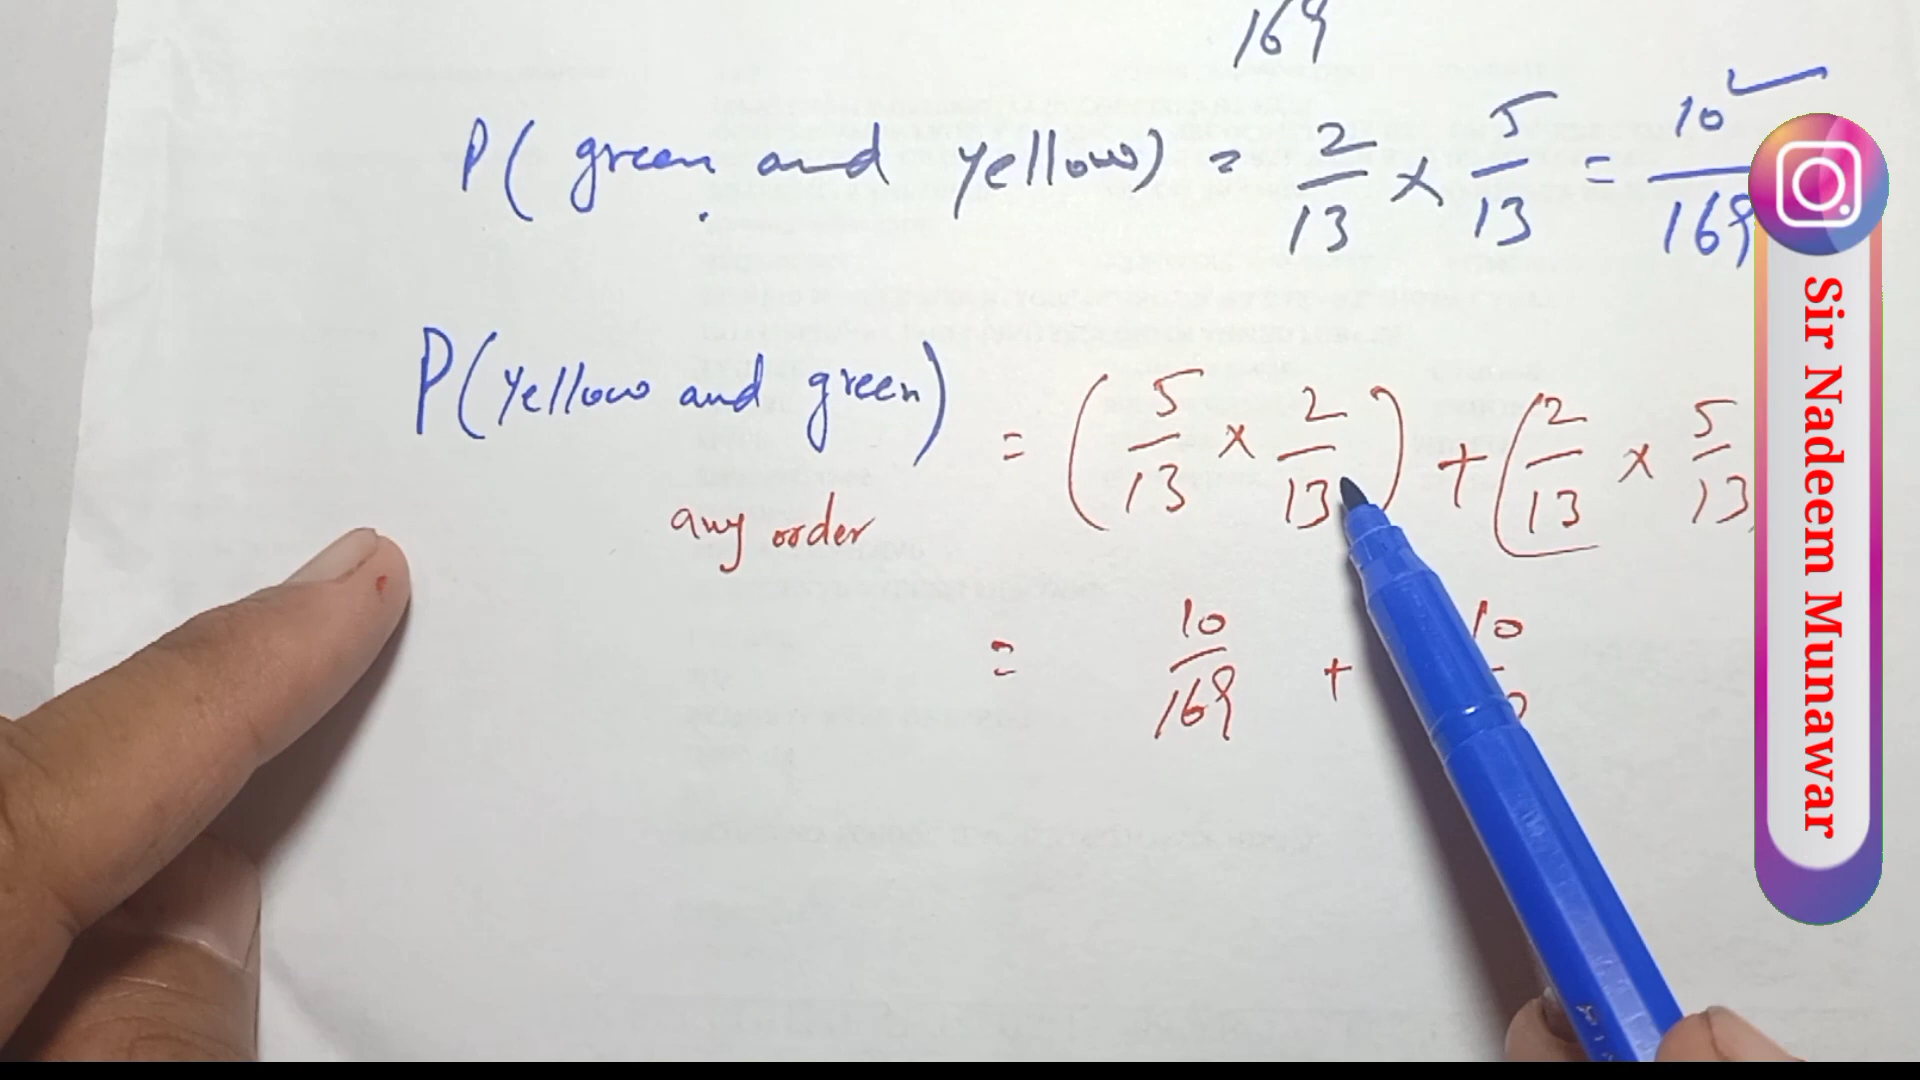 169
P( green and yellow) = 2/13 × 5/13 = 10/169
P(yellow and green) = (5/13 × 2/13) + (2/13 × 5/13
any order
= 10/169 + 10
Sir Nadeem Munawar